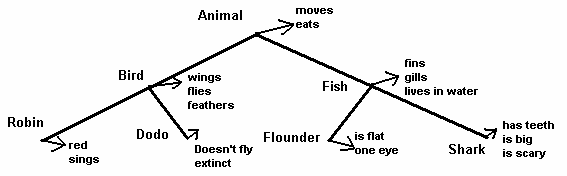 Animal
moves
eats
Bird
wings
flies
feathers
Fish
fins
gills
lives in water
Robin
red
sings
Dodo
Doesn't fly
extinct
Flounder
is flat
one eye
Shark
has teeth
is big
is scary